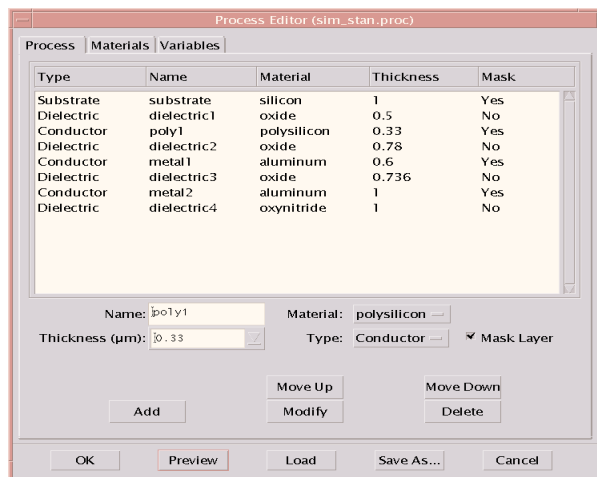 Process Editor (sim_stan.proc)
Process Materials Variables
Type Name Material Thickness Mask
Substrate substrate silicon 1 Yes
Dielectric dielectric1 oxide 0.5 No
Conductor poly1 polysilicon 0.33 Yes
Dielectric dielectric2 oxide 0.78 No
Conductor metal1 aluminum 0.6 Yes
Dielectric dielectric3 oxide 0.736 No
Conductor metal2 aluminum 1 Yes
Dielectric dielectric4 oxynitride 1 No
Name: poly1 Material: polysilicon
Thickness (μm): 0.33 Type: Conductor Mask Layer
Move Up Move Down
Add Modify Delete
OK Preview Load Save As... Cancel